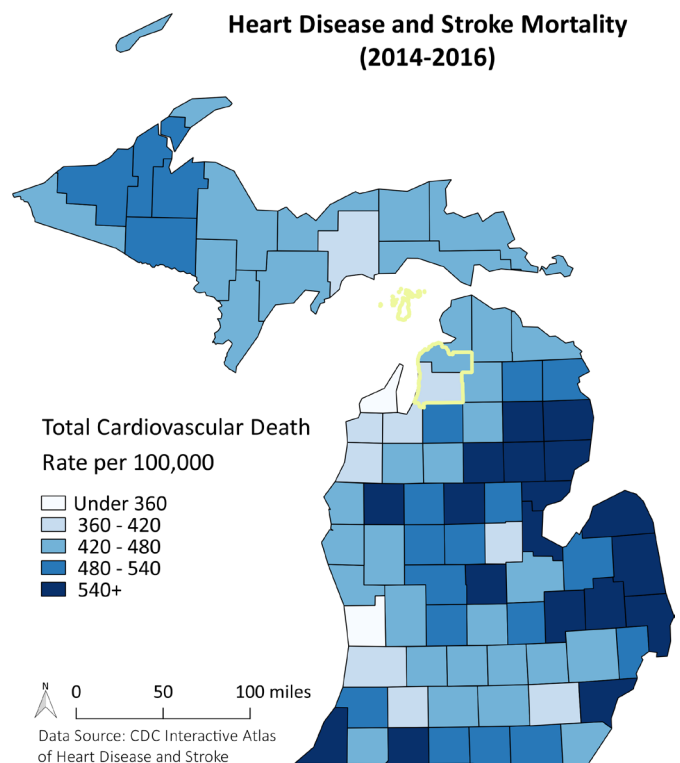 Heart Disease and Stroke Mortality
(2014-2016)
Total Cardiovascular Death
Rate per 100,000
Under 360
360 - 420
420 - 480
480 - 540
540+
N
0 50 100 miles
Data Source: CDC Interactive Atlas
of Heart Disease and Stroke